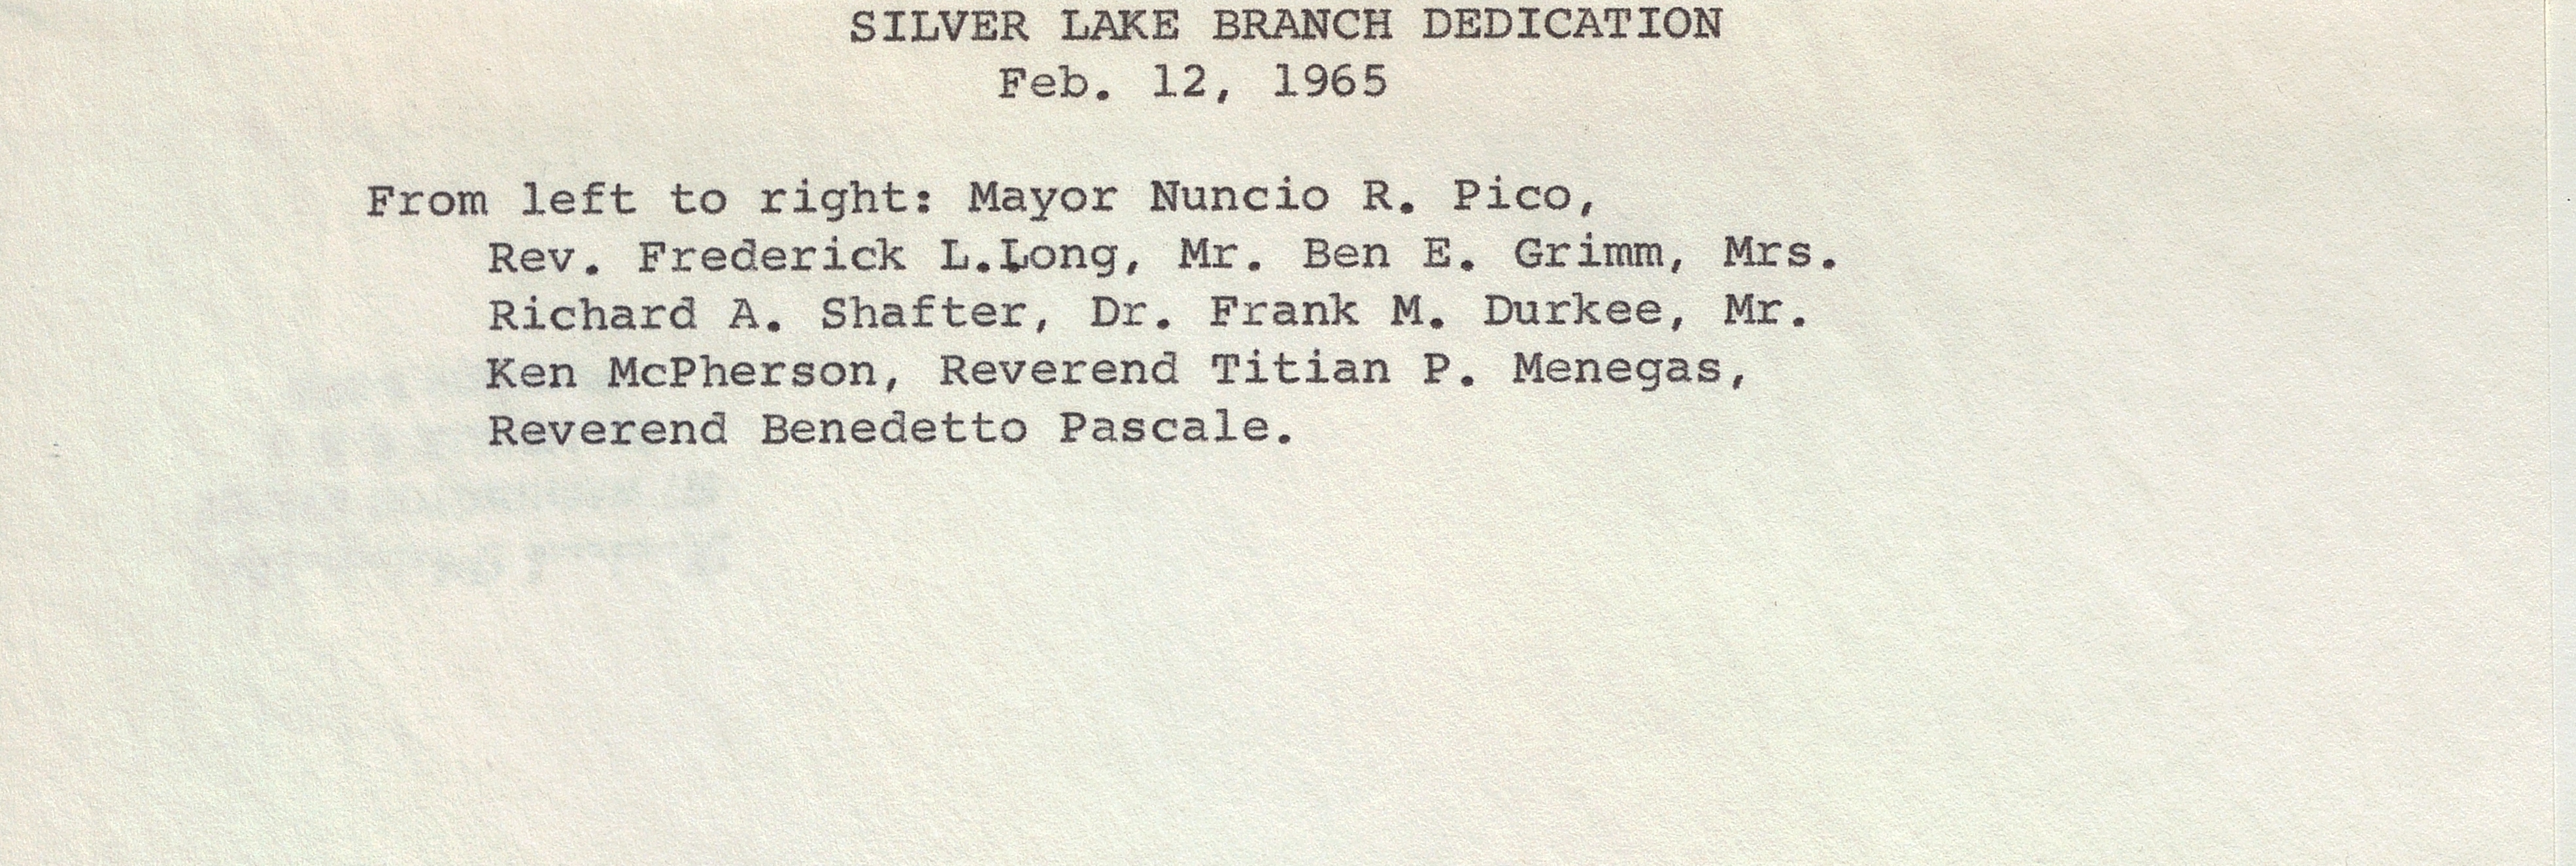 SILVER LAKE BRANCH DEDICATION
Feb. 12, 1965
From left to right: Mayor Nuncio R. Pico,
Rev. Frederick L.Long, Mr. Ben E. Grimm, Mrs.
Richard A. Shafter, Dr. Frank M. Durkee, Mr.
Ken McPherson, Reverend Titian P. Menegas,
Reverend Benedetto Pascale.